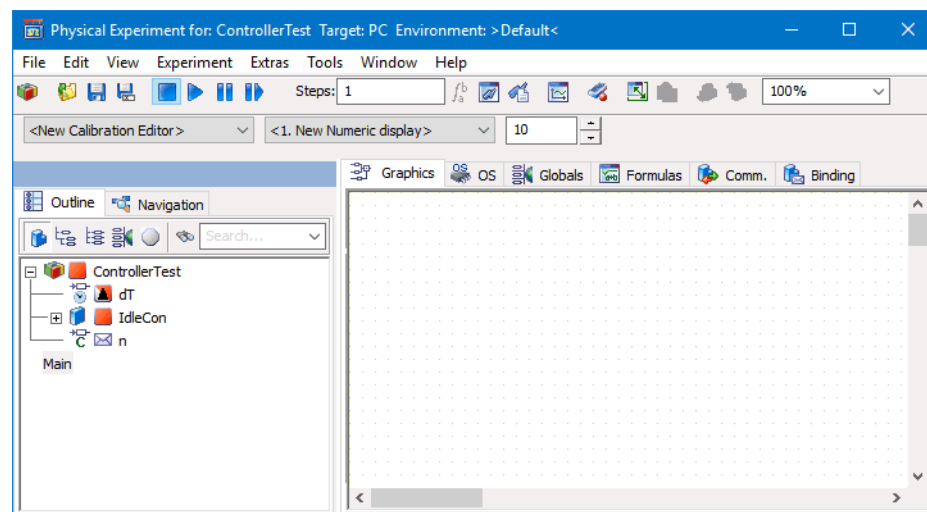 Physical Experiment for: ControllerTest Target: PC Environment: >Default<
File Edit View Experiment Extras Tools Window Help
Steps: 1 100%
<New Calibration Editor> <1. New Numeric display> 10
Graphics OS Globals Formulas Comm. Binding
Outline Navigation
Search...
ControllerTest
dT
IdleCon
n
Main